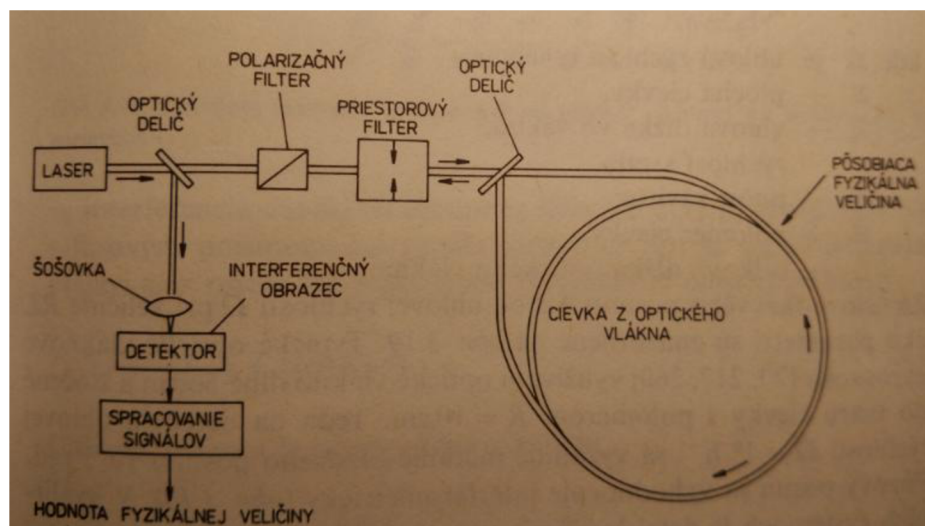 POLARIZAČNÝ
FILTER
OPTICKÝ
DELIČ
PRIESTOROVÝ
FILTER
OPTICKÝ
DELIČ
LASER
PÔSOBIACA
FYZIKÁLNA
VELIČINA
ŠOŠOVKA
INTERFERENČNÝ
OBRAZEC
DETEKTOR
CIEVKA Z OPTICKÉHO
VLÁKNA
SPRACOVANIE
SIGNÁLOV
HODNOTA FYZIKÁLNEJ VELIČINY